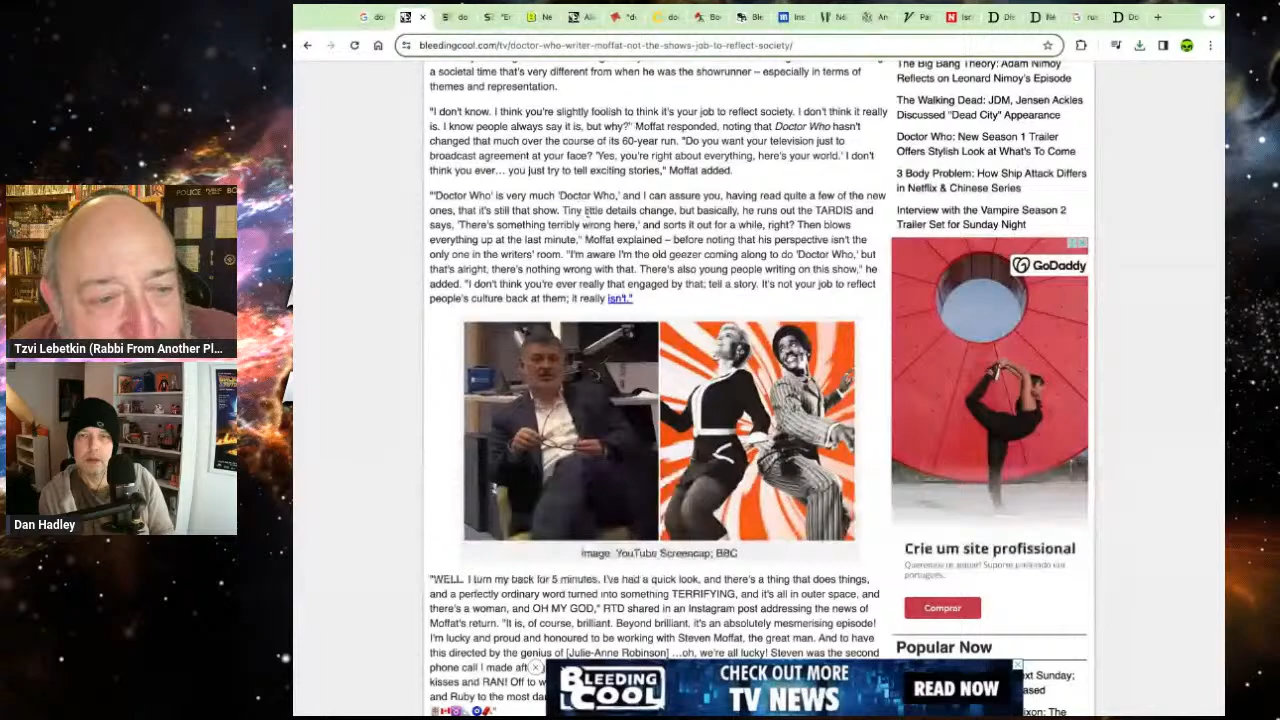 bleedingcool.com/tv/doctor-who-writer-moffat-not-the-shows-job-to-reflect-society/
a societal time that's very different from when he was the showrunner – especially in terms of
themes and representation.
"I don't know. I think you're slightly foolish to think it's your job to reflect society. I don't think it really
is. I know people always say it is, but why?" Moffat responded, noting that Doctor Who hasn't
changed that much over the course of its 60-year run. "Do you want your television just to
broadcast agreement at your face? 'Yes, you're right about everything, here's your world.' I don't
think you ever… you just try to tell exciting stories," Moffat added.
"'Doctor Who' is very much 'Doctor Who,' and I can assure you, having read quite a few of the new
ones, that it's still that show. Tiny little details change, but basically, he runs out the TARDIS and
says, 'There's something terribly wrong here,' and sorts it out for a while, right? Then blows
everything up at the last minute," Moffat explained – before noting that his perspective isn't the
only one in the writers' room. "I'm aware I'm the old geezer coming along to do 'Doctor Who,' but
that's alright, there's nothing wrong with that. There's also young people writing on this show," he
added. "I don't think you're ever really that engaged by that; tell a story. It's not your job to reflect
people's culture back at them; it really isn't."
Image: YouTube Screencap; BBC
"WELL. I turn my back for 5 minutes. I've had a quick look, and there's a thing that does things,
and a perfectly ordinary word turned into something TERRIFYING, and it's all in outer space, and
there's a woman, and OH MY GOD," RTD shared in an Instagram post addressing the news of
Moffat's return. "It is, of course, brilliant. Beyond brilliant, it's an absolutely mesmerising episode!
I'm lucky and proud and honoured to be working with Steven Moffat, the great man. And to have
this directed by the genius of [Julie-Anne Robinson] …oh, we're all lucky! Steven was the second
phone call I made
kisses and RAN! Off to
and Ruby to the most
The Big Bang Theory: Adam Nimoy
Reflects on Leonard Nimoy's Episode
The Walking Dead: JDM, Jensen Ackles
Discussed "Dead City" Appearance
Doctor Who: New Season 1 Trailer
Offers Stylish Look at What's To Come
3 Body Problem: How Ship Attack Differs
in Netflix & Chinese Series
Interview with the Vampire Season 2
Trailer Set for Sunday Night
GoDaddy
Crie um site profissional
português.
Comprar
Popular Now
ext Sunday;
ased
ixon: The
BLEEDING
COOL
CHECK OUT MORE
TV NEWS
READ NOW
POLICE
Tzvi Lebetkin (Rabbi From Another Pl...
Dan Hadley